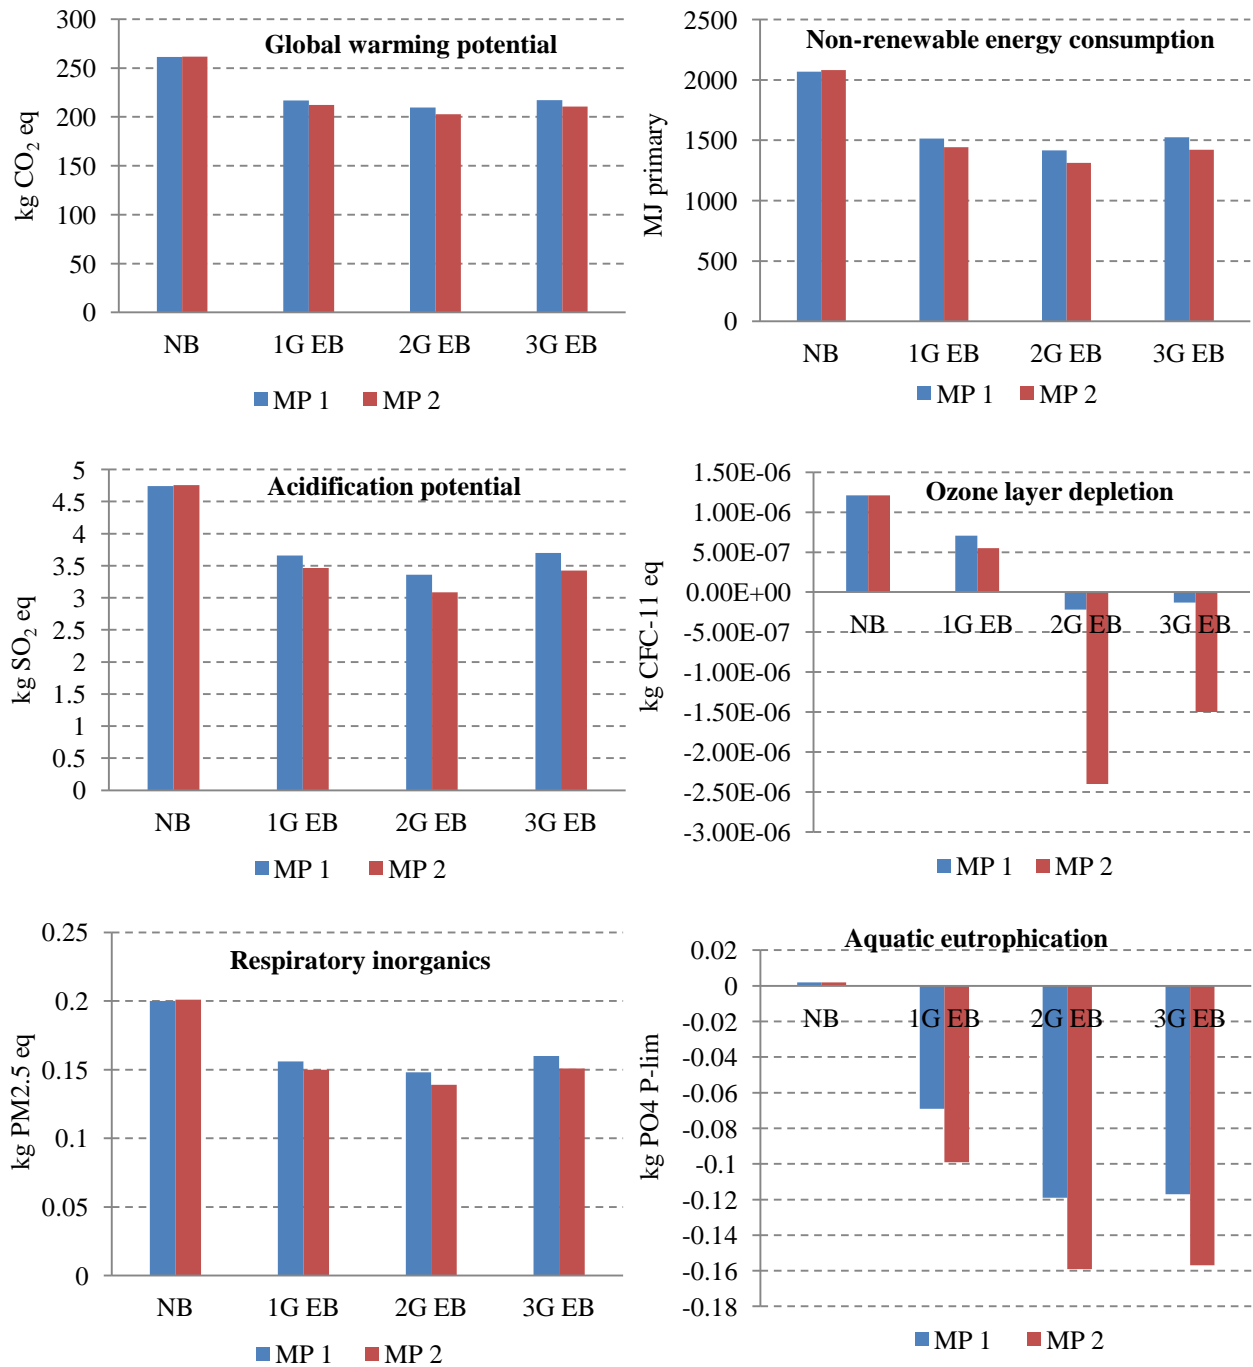 Global warming potential
kg CO₂ eq
300
250
200
150
100
50
0
NB 1G EB 2G EB 3G EB
MP 1 MP 2
Non-renewable energy consumption
MJ primary
2500
2000
1500
1000
500
0
NB 1G EB 2G EB 3G EB
MP 1 MP 2
Acidification potential
kg SO₂ eq
5
4.5
4
3.5
3
2.5
2
1.5
1
0.5
0
NB 1G EB 2G EB 3G EB
MP 1 MP 2
Ozone layer depletion
kg CFC-11 eq
1.50E-06
1.00E-06
5.00E-07
0.00E+00
-5.00E-07
-1.00E-06
-1.50E-06
-2.00E-06
-2.50E-06
-3.00E-06
NB 1G EB 2G EB 3G EB
MP 1 MP 2
Respiratory inorganics
kg PM2.5 eq
0.25
0.2
0.15
0.1
0.05
0
NB 1G EB 2G EB 3G EB
MP 1 MP 2
Aquatic eutrophication
kg PO4 P-lim
0.02
0
-0.02
-0.04
-0.06
-0.08
-0.1
-0.12
-0.14
-0.16
-0.18
NB 1G EB 2G EB 3G EB
MP 1 MP 2